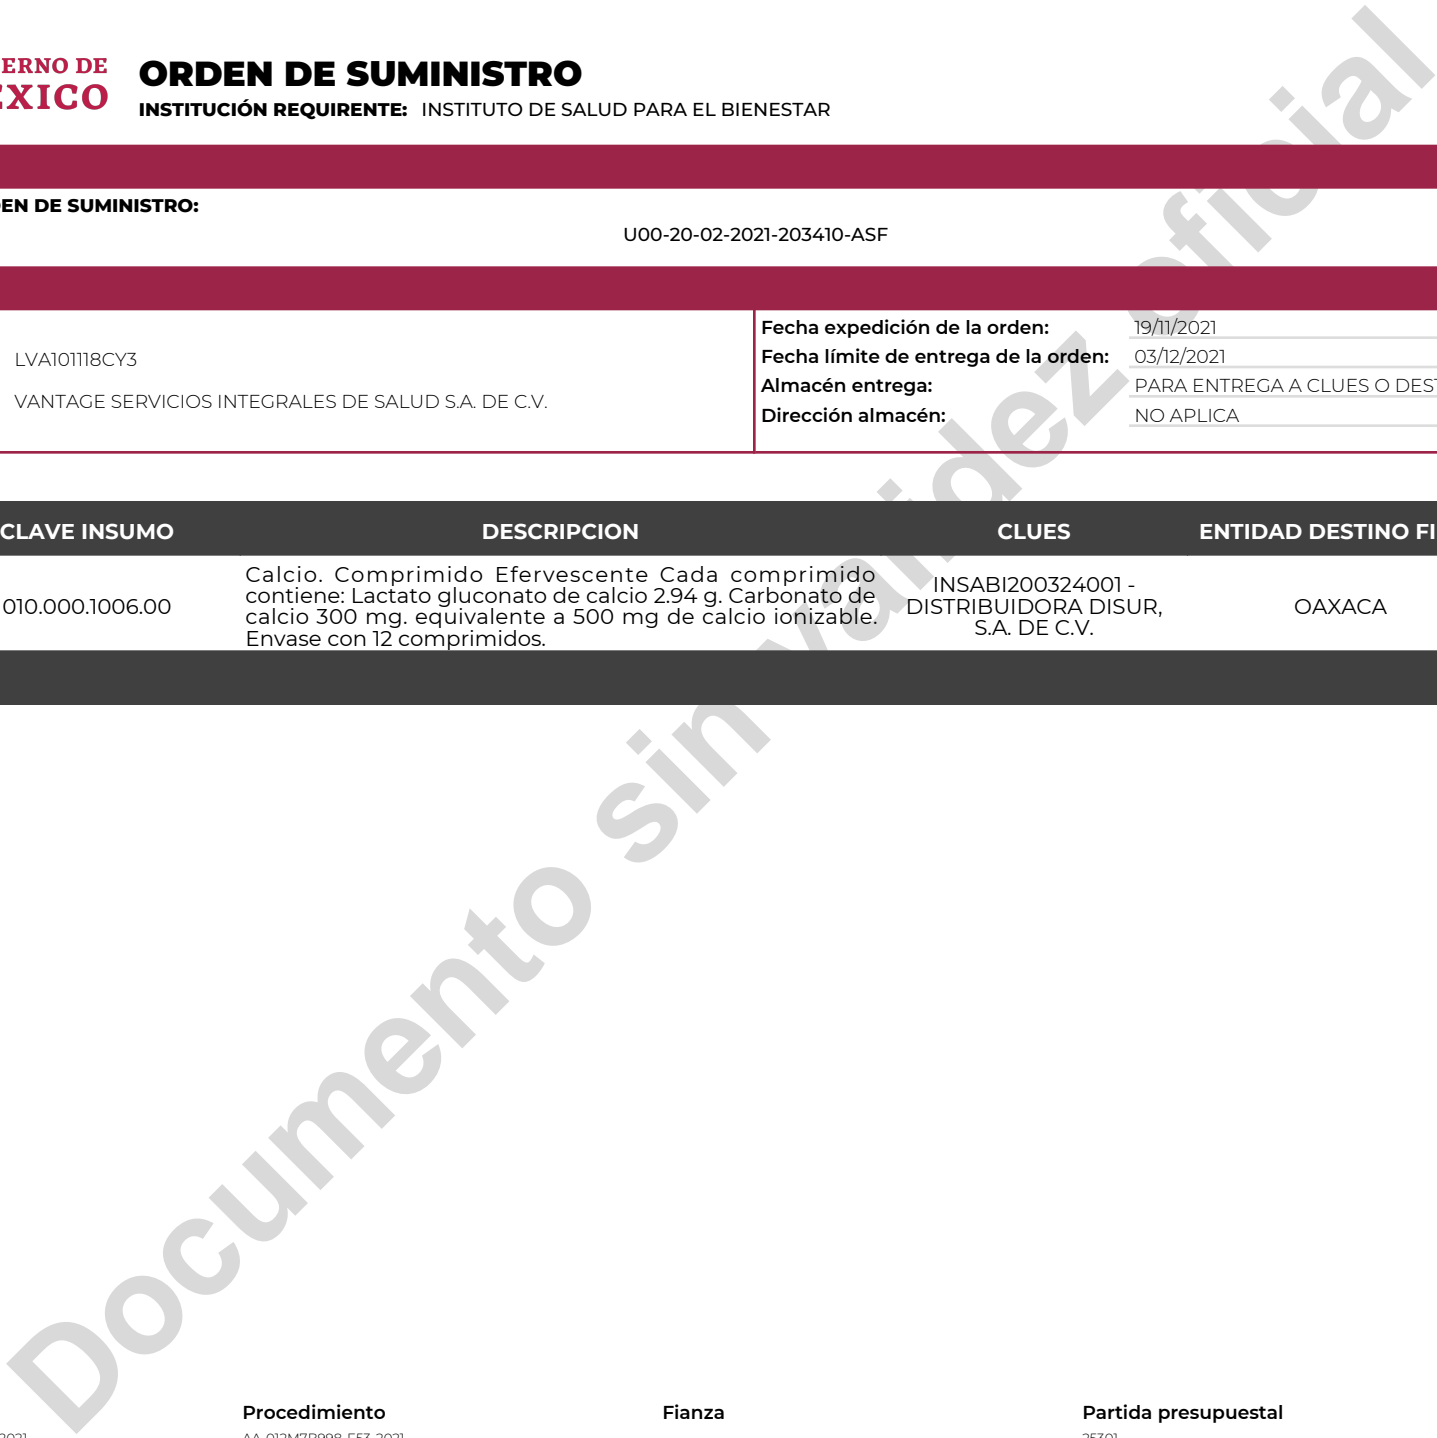 ERNO DE
ORDEN DE SUMINISTRO
INSTITUCIÓN REQUIRENTE: INSTITUTO DE SALUD PARA EL BIENESTAR
EN DE SUMINISTRO:
U00-20-02-2021-203410-ASF
LVA101118CY3
VANTAGE SERVICIOS INTEGRALES DE SALUD S.A. DE C.V.
Fecha expedición de la orden: 19/11/2021
Fecha límite de entrega de la orden: 03/12/2021
Almacén entrega: PARA ENTREGA A CLUES O DEST
Dirección almacén: NO APLICA
CLAVE INSUMO DESCRIPCION CLUES ENTIDAD DESTINO FI
010.000.1006.00
Calcio. Comprimido Efervescente Cada comprimido
contiene: Lactato gluconato de calcio 2.94 g. Carbonato de
calcio 300 mg. equivalente a 500 mg de calcio ionizable.
Envase con 12 comprimidos.
INSABI200324001 -
DISTRIBUIDORA DISUR,
S.A. DE C.V.
OAXACA
Documento sin validez oficial
Procedimiento Fianza Partida presupuestal